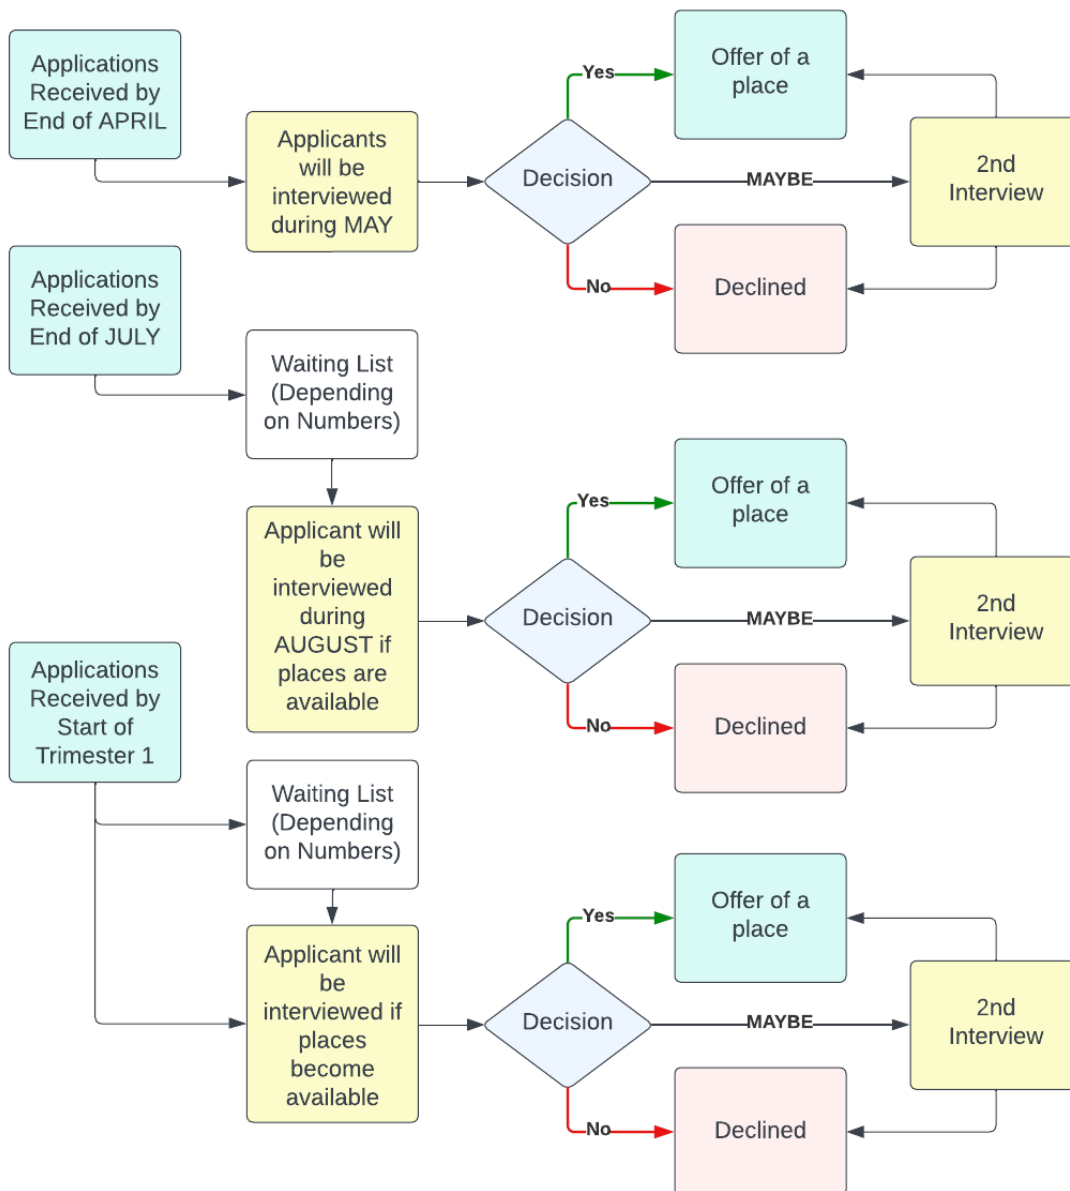 Applications
Received by
End of APRIL
Applicants
will be
interviewed
during MAY
Decision
Yes
Offer of a
place
MAYBE
2nd
Interview
No
Declined
Applications
Received by
End of JULY
Waiting List
(Depending
on Numbers)
Applicant will
be
interviewed
during
AUGUST if
places are
available
Decision
Yes
Offer of a
place
MAYBE
2nd
Interview
No
Declined
Applications
Received by
Start of
Trimester 1
Waiting List
(Depending
on Numbers)
Applicant will
be
interviewed if
places
become
available
Decision
Yes
Offer of a
place
MAYBE
2nd
Interview
No
Declined